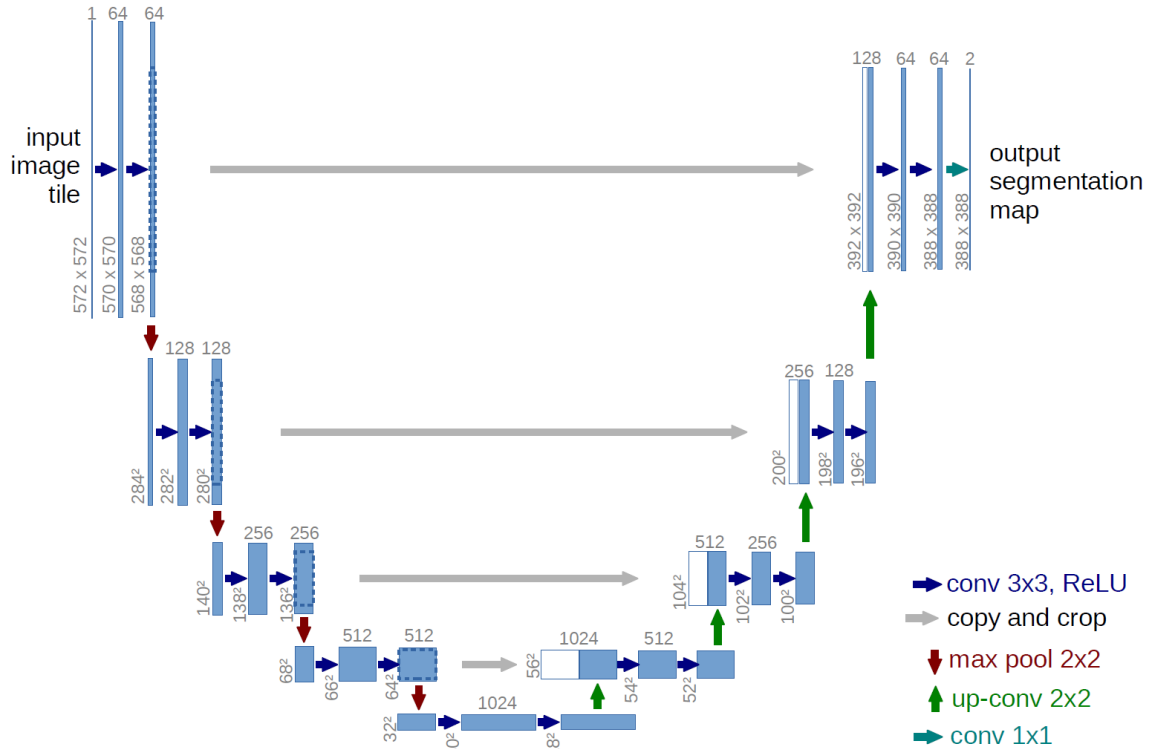 1 64 64
input
image
tile
572 x 572
570 x 570
568 x 568
128 64 64 2
output
segmentation
map
392 x 392
390 x 390
388 x 388
388 x 388
128 128
284²
282²
280²
256 128
200²
198²
196²
256 256
140²
138²
136²
512 256
104²
102²
100²
512 512
68²
66²
64²
1024 512
56²
54²
52²
1024
32²
0²
8²
conv 3x3, ReLU
copy and crop
max pool 2x2
up-conv 2x2
conv 1x1